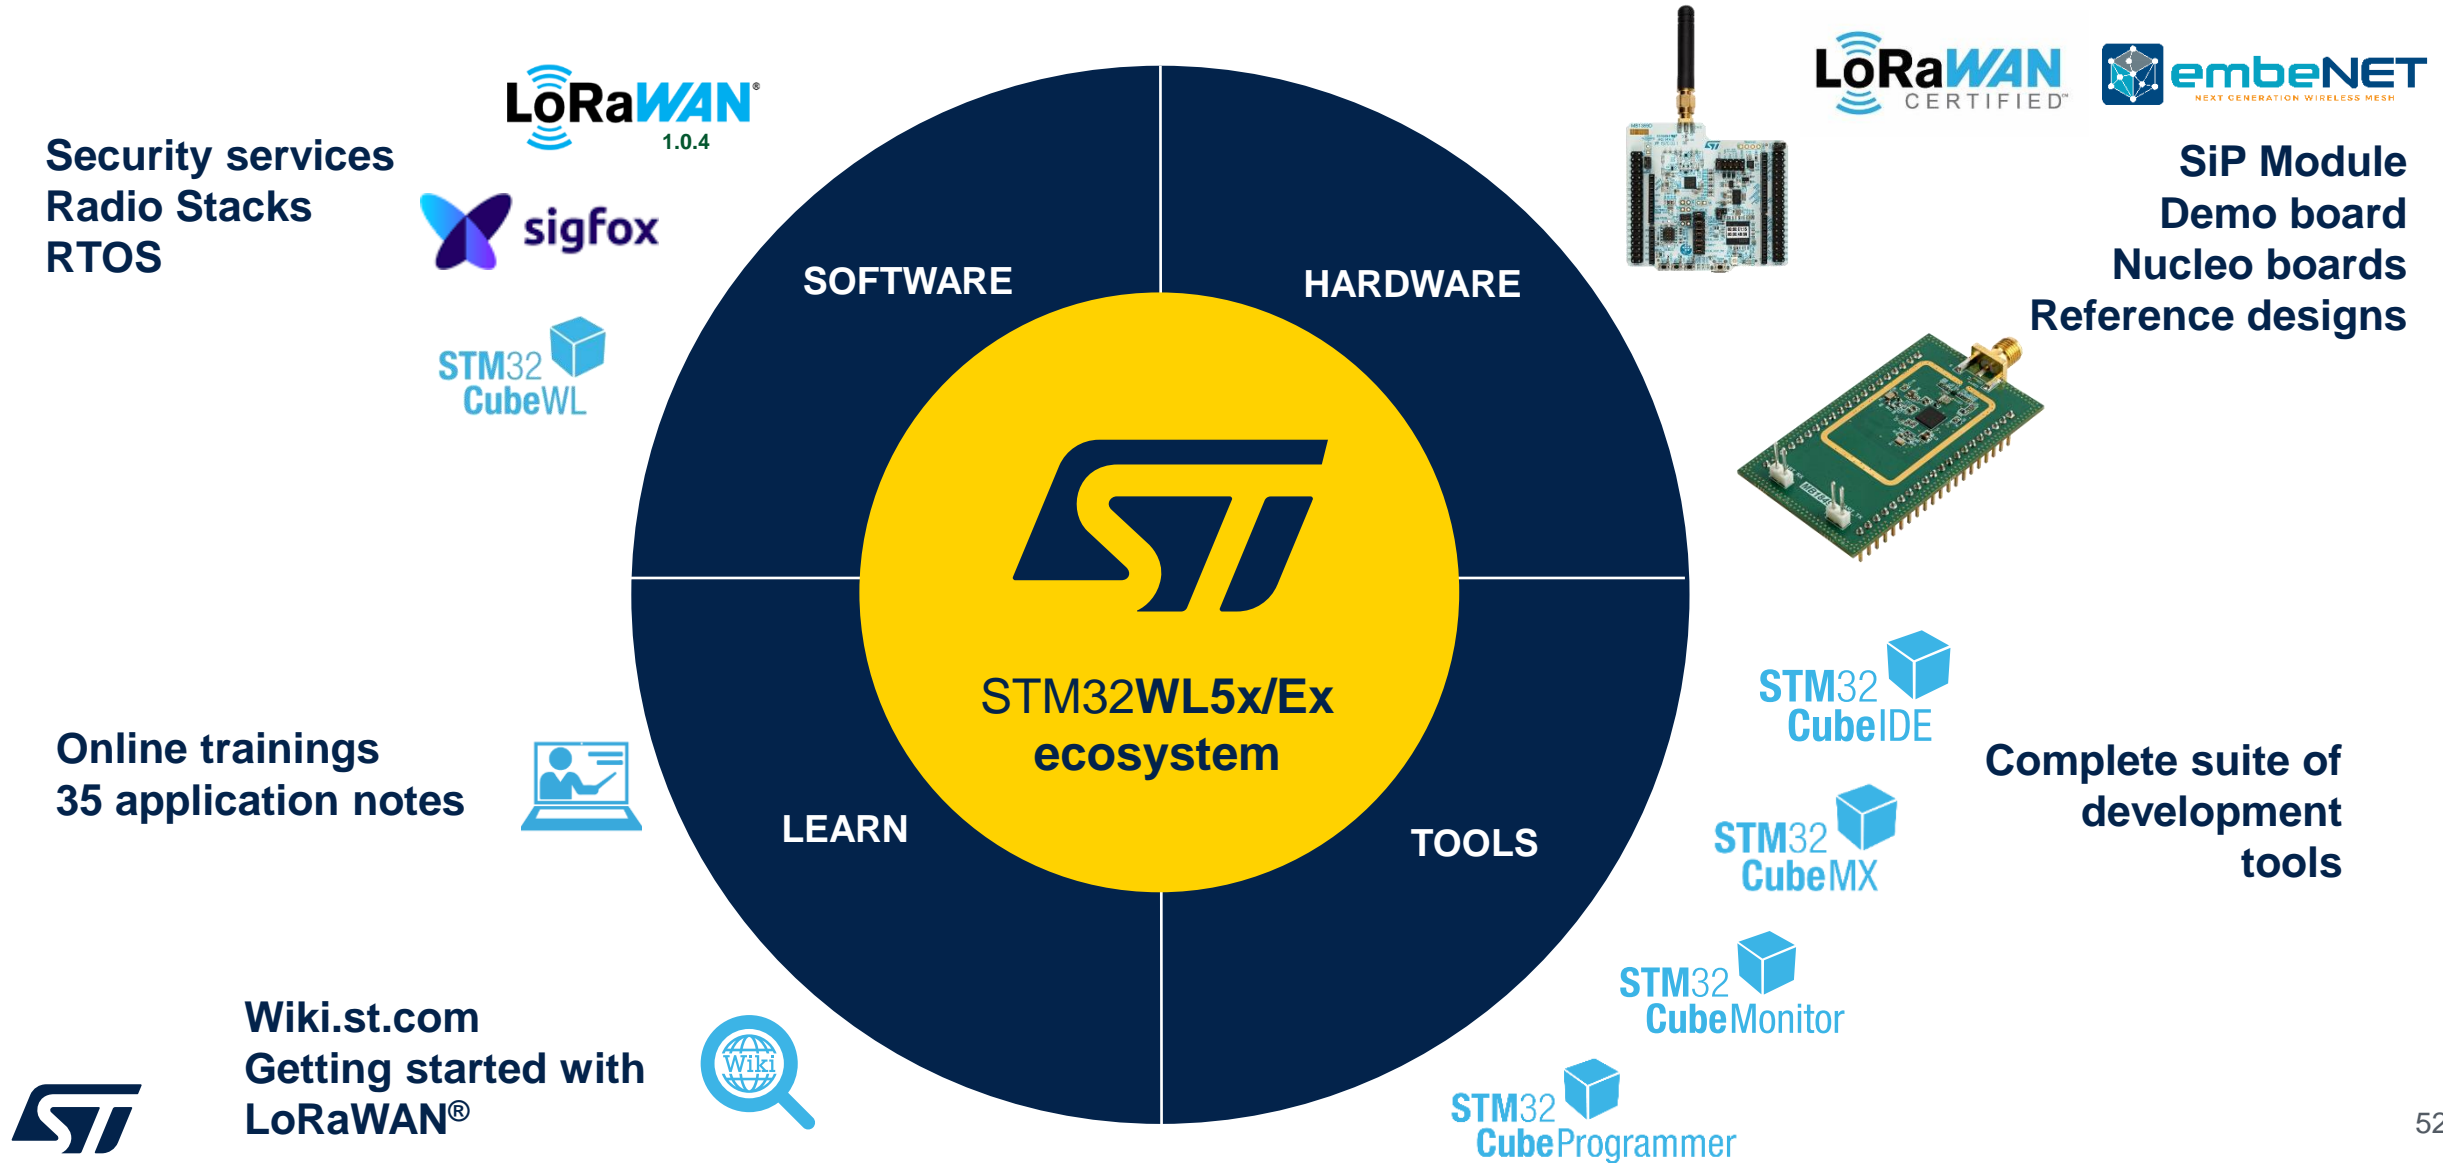 LoRaWAN®
1.0.4
Security services
Radio Stacks
RTOS
sigfox
STM32
CubeWL
SOFTWARE
HARDWARE
LoRaWAN
CERTIFIED™
embeNET
NEXT GENERATION WIRELESS MESH
SiP Module
Demo board
Nucleo boards
Reference designs
ST
STM32WL5x/Ex
ecosystem
LEARN
TOOLS
Online trainings
35 application notes
Wiki.st.com
Getting started with
LoRaWAN®
Wiki
STM32
CubeIDE
STM32
CubeMX
STM32
CubeMonitor
STM32
CubeProgrammer
Complete suite of
development
tools
ST
52